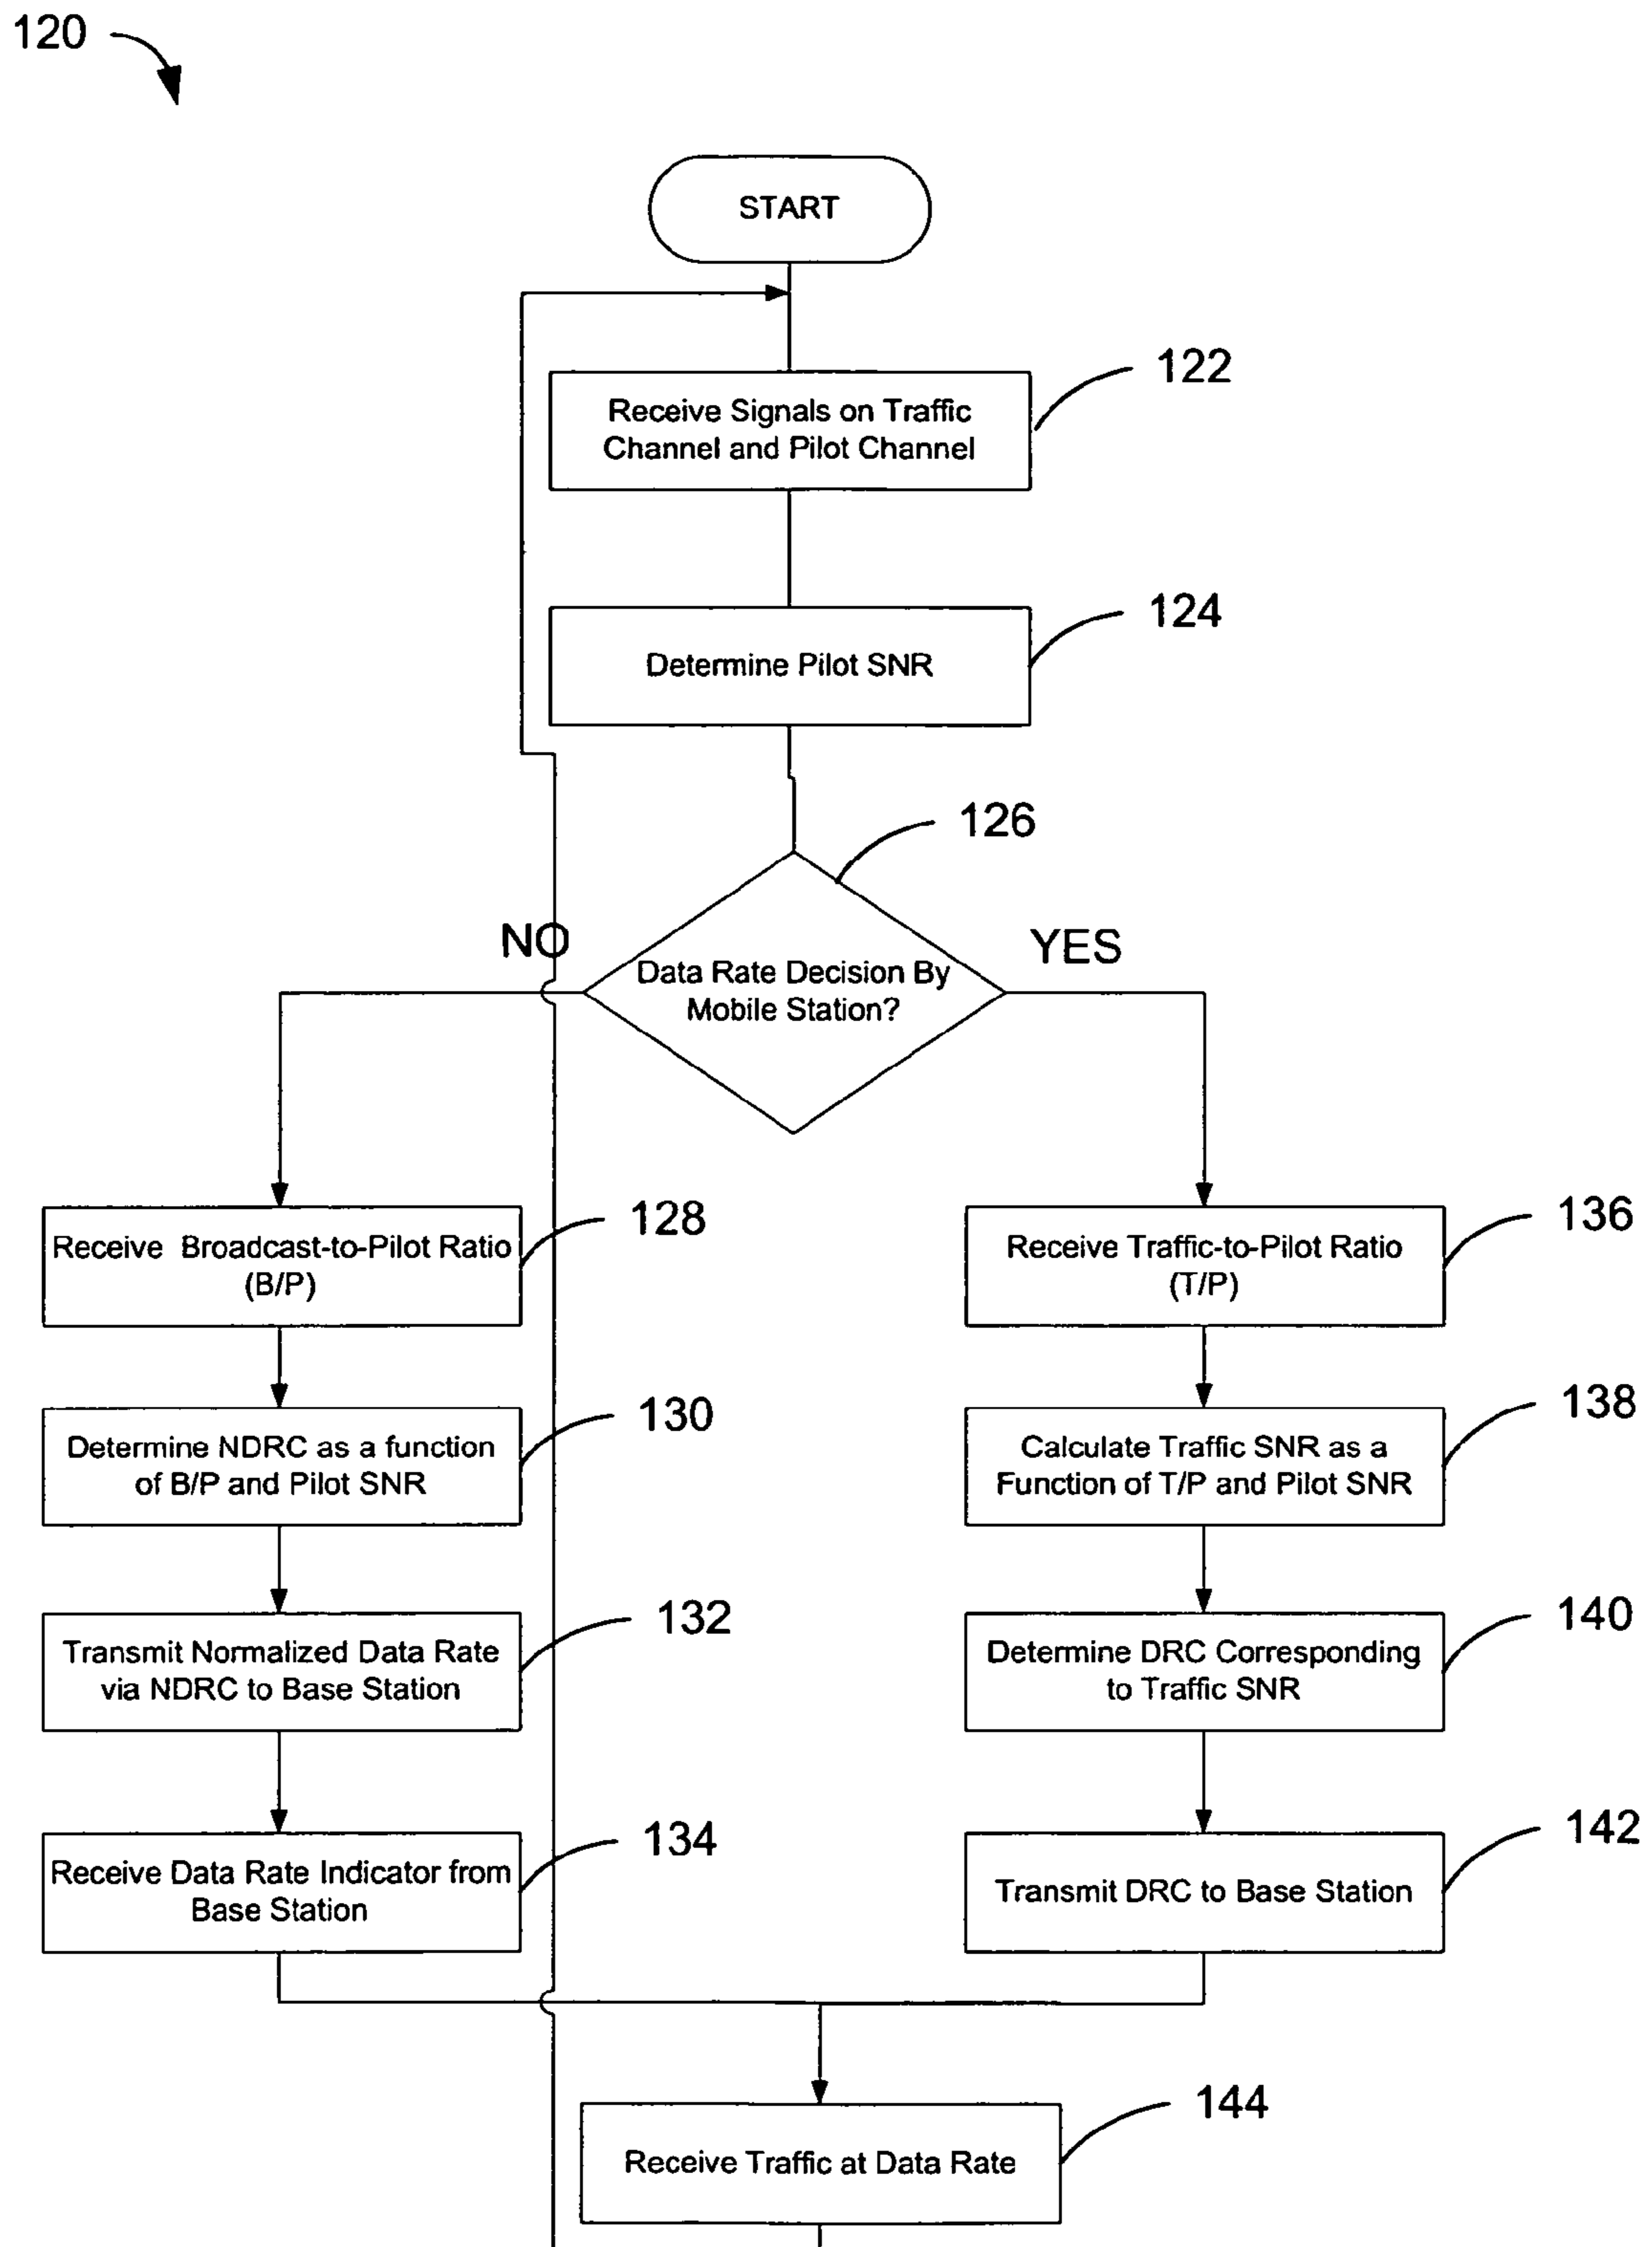 120
START
Receive Signals on Traffic
Channel and Pilot Channel
122
Determine Pilot SNR
124
126
NO
Data Rate Decision By
Mobile Station?
YES
Receive Broadcast-to-Pilot Ratio
(B/P)
128
Determine NDRC as a function
of B/P and Pilot SNR
130
Transmit Normalized Data Rate
via NDRC to Base Station
132
Receive Data Rate Indicator from
Base Station
134
Receive Traffic-to-Pilot Ratio
(T/P)
136
Calculate Traffic SNR as a
Function of T/P and Pilot SNR
138
Determine DRC Corresponding
to Traffic SNR
140
Transmit DRC to Base Station
142
Receive Traffic at Data Rate
144